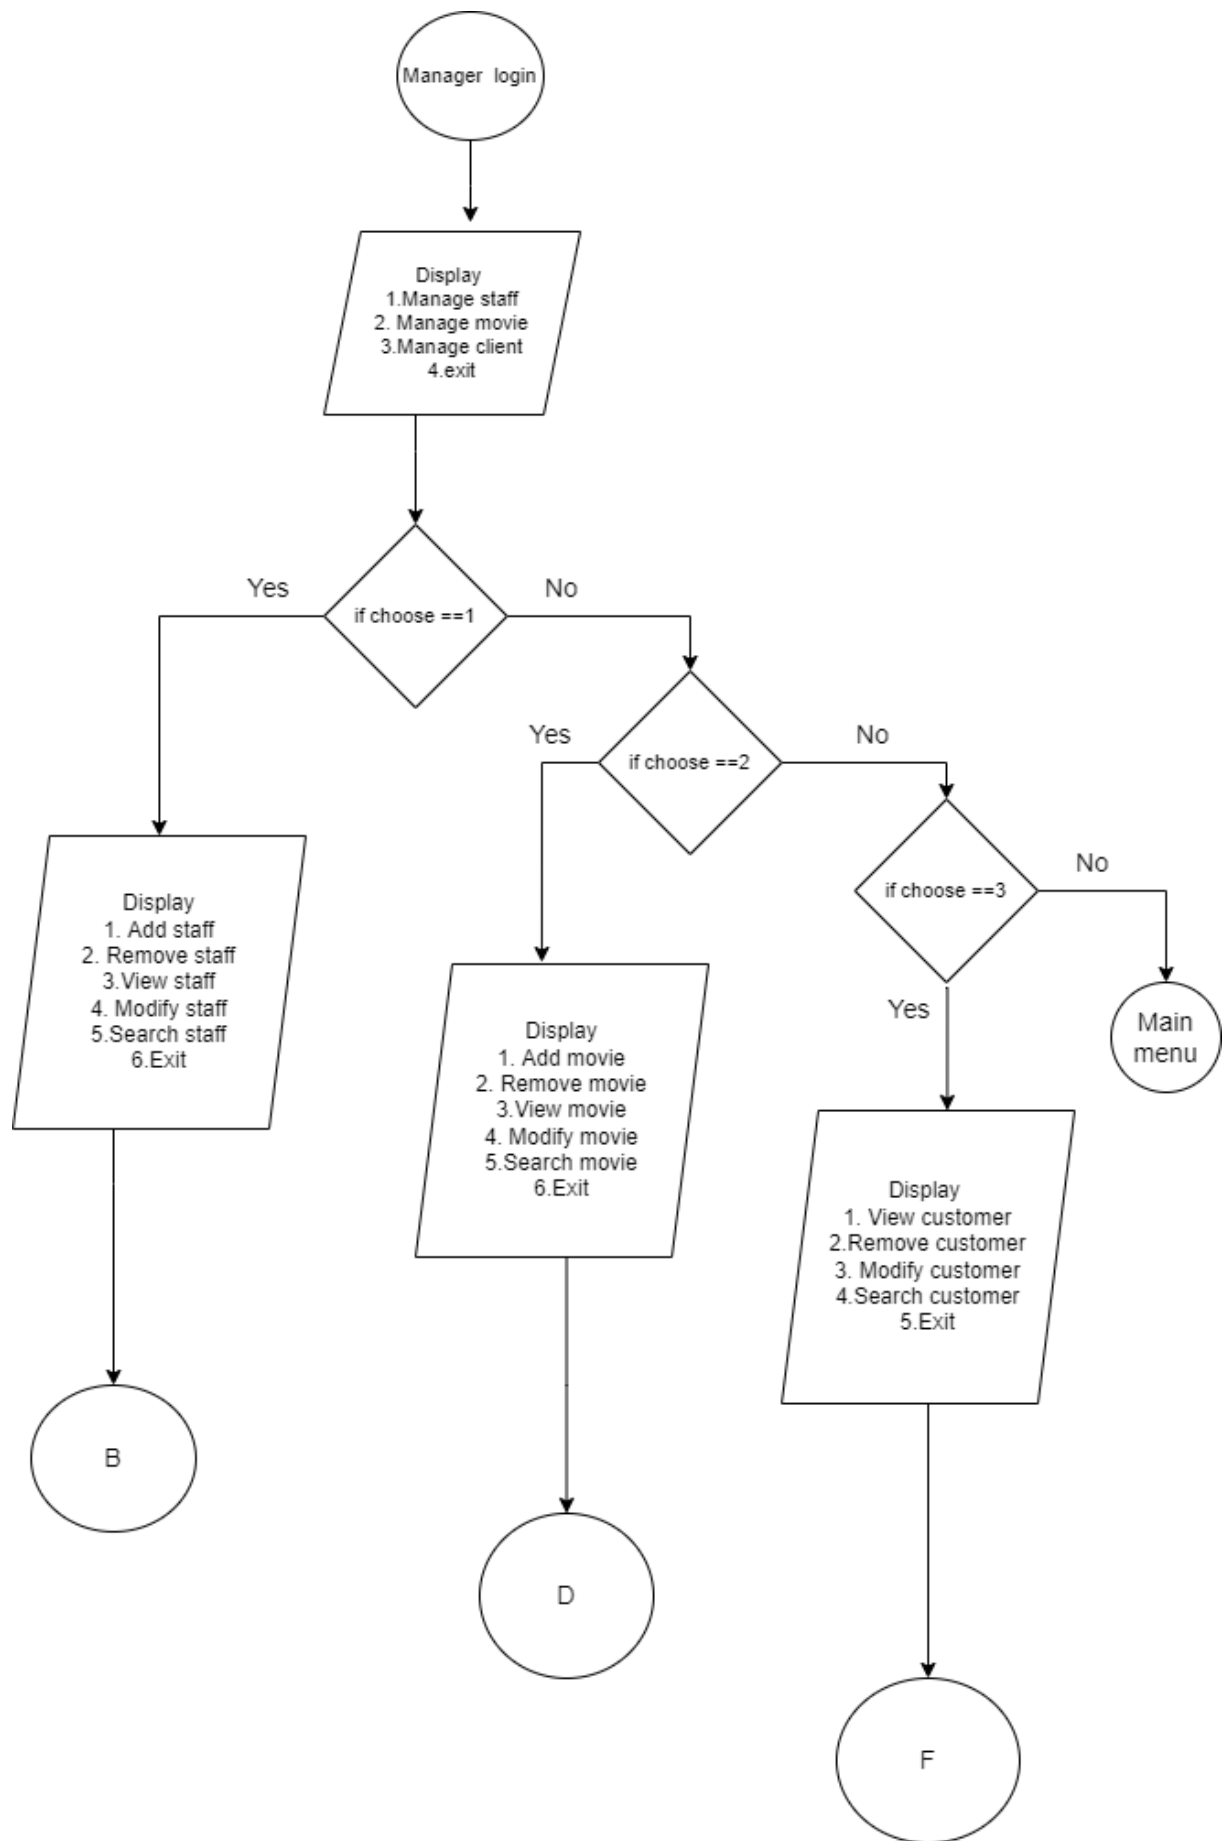 Manager login
Display
1.Manage staff
2. Manage movie
3.Manage client
4.exit
Yes
if choose ==1
No
Yes
if choose ==2
No
if choose ==3
No
Yes
Main
menu
Display
1. Add staff
2. Remove staff
3.View staff
4. Modify staff
5.Search staff
6.Exit
Display
1. Add movie
2. Remove movie
3.View movie
4. Modify movie
5.Search movie
6.Exit
Display
1. View customer
2.Remove customer
3. Modify customer
4.Search customer
5.Exit
B
D
F